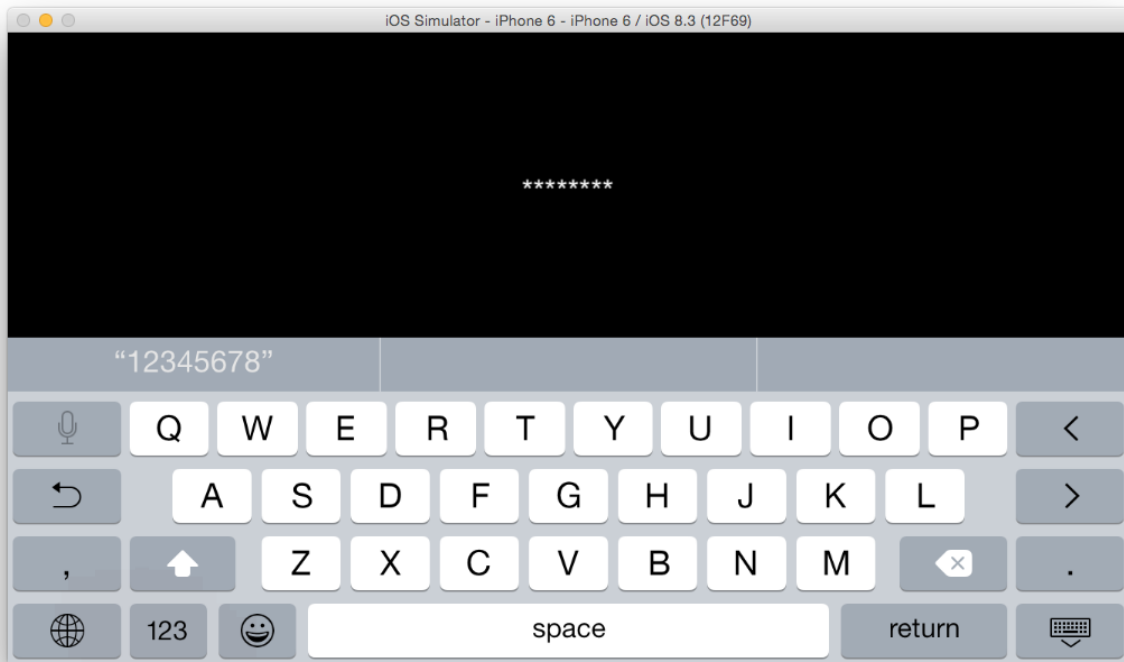 iOS Simulator - iPhone 6 - iPhone 6 / iOS 8.3 (12F69)
********
“12345678”
Q W E R T Y U I O P <
A S D F G H J K L >
, Z X C V B N M .
123 space return